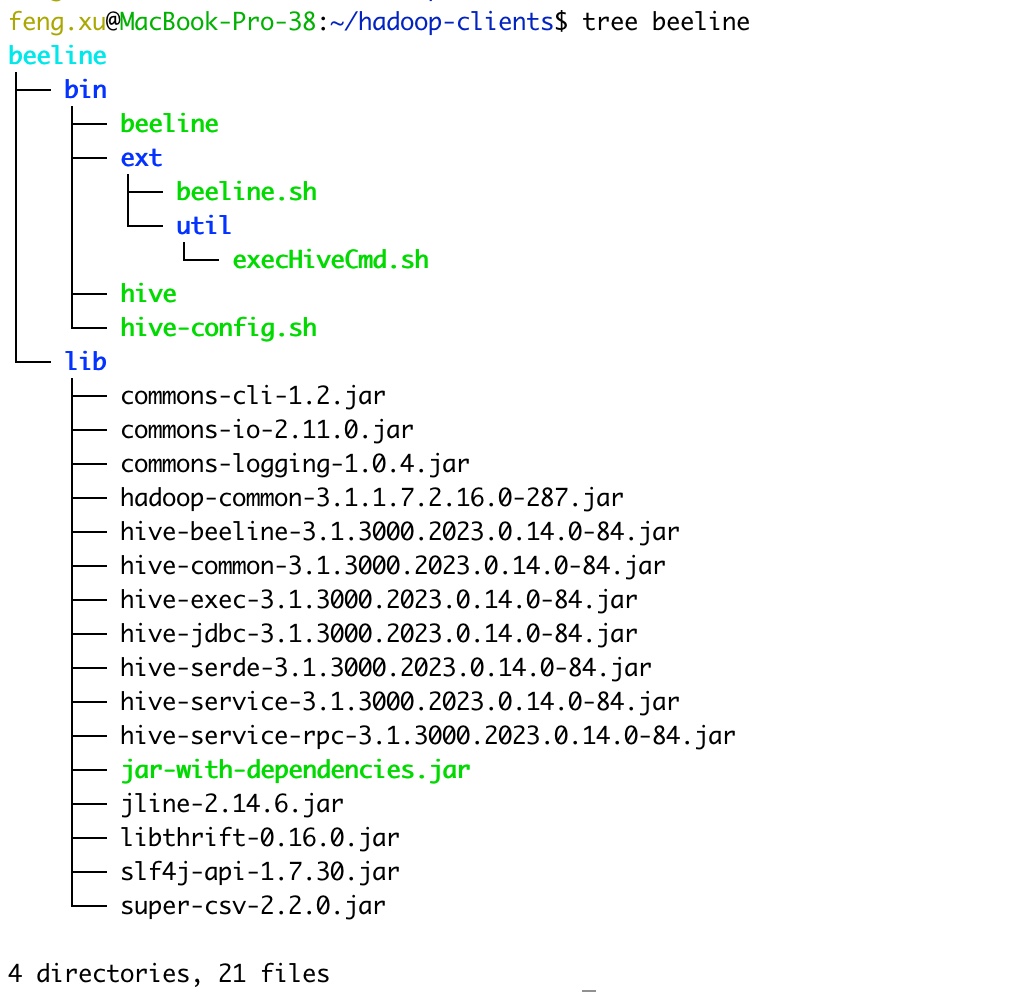 feng.xu@MacBook-Pro-38:~/hadoop-clients$ tree beeline
beeline
├── bin
│   ├── beeline
│   ├── ext
│   │   ├── beeline.sh
│   │   └── util
│   │       └── execHiveCmd.sh
│   ├── hive
│   └── hive-config.sh
└── lib
    ├── commons-cli-1.2.jar
    ├── commons-io-2.11.0.jar
    ├── commons-logging-1.0.4.jar
    ├── hadoop-common-3.1.1.7.2.16.0-287.jar
    ├── hive-beeline-3.1.3000.2023.0.14.0-84.jar
    ├── hive-common-3.1.3000.2023.0.14.0-84.jar
    ├── hive-exec-3.1.3000.2023.0.14.0-84.jar
    ├── hive-jdbc-3.1.3000.2023.0.14.0-84.jar
    ├── hive-serde-3.1.3000.2023.0.14.0-84.jar
    ├── hive-service-3.1.3000.2023.0.14.0-84.jar
    ├── hive-service-rpc-3.1.3000.2023.0.14.0-84.jar
    ├── jar-with-dependencies.jar
    ├── jline-2.14.6.jar
    ├── libthrift-0.16.0.jar
    ├── slf4j-api-1.7.30.jar
    └── super-csv-2.2.0.jar
4 directories, 21 files